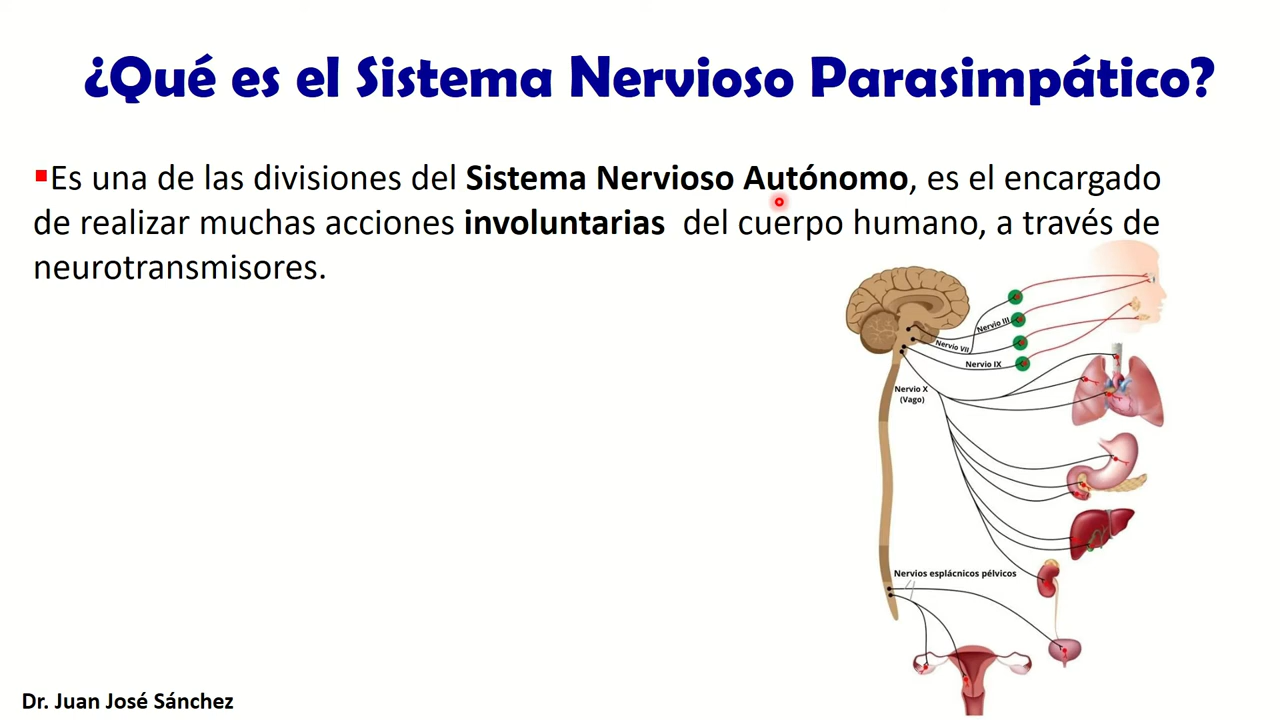 ¿Qué es el Sistema Nervioso Parasimpático?
Es una de las divisiones del Sistema Nervioso Autónomo, es el encargado
de realizar muchas acciones involuntarias del cuerpo humano, a través de
neurotransmisores.
Nervio III
Nervio VII
Nervio IX
Nervio X
(Vago)
Nervios esplácnicos pélvicos
Dr. Juan José Sánchez